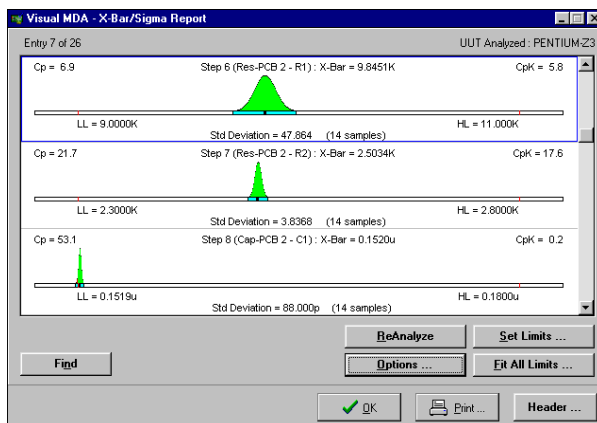 Visual MDA - X-Bar/Sigma Report
Entry 7 of 26 UUT Analyzed : PENTIUM-Z3
Cp = 6.9 Step 6 (Res-PCB 2 - R1) : X-Bar = 9.8451K CpK = 5.8
LL = 9.0000K HL = 11.000K
Std Deviation = 47.864 (14 samples)
Cp = 21.7 Step 7 (Res-PCB 2 - R2) : X-Bar = 2.5034K CpK = 17.6
LL = 2.3000K HL = 2.8000K
Std Deviation = 3.8368 (14 samples)
Cp = 53.1 Step 8 (Cap-PCB 2 - C1) : X-Bar = 0.1520u CpK = 0.2
LL = 0.1519u HL = 0.1800u
Std Deviation = 88.000p (14 samples)
ReAnalyze Set Limits ...
Find Options ... Fit All Limits ...
OK Print ... Header ...